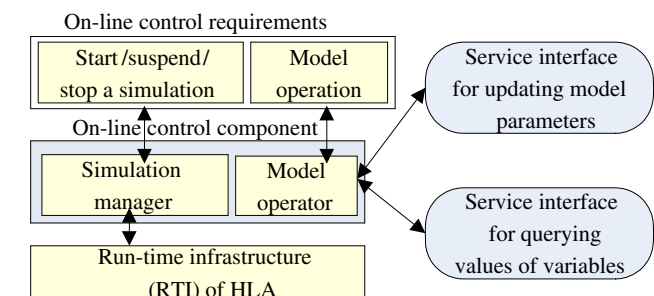 On-line control requirements
Start/suspend/
stop a simulation
Model
operation
On-line control component
Simulation
manager
Model
operator
Run-time infrastructure
(RTI) of HLA
Service interface
for updating model
parameters
Service interface
for querying
values of variables